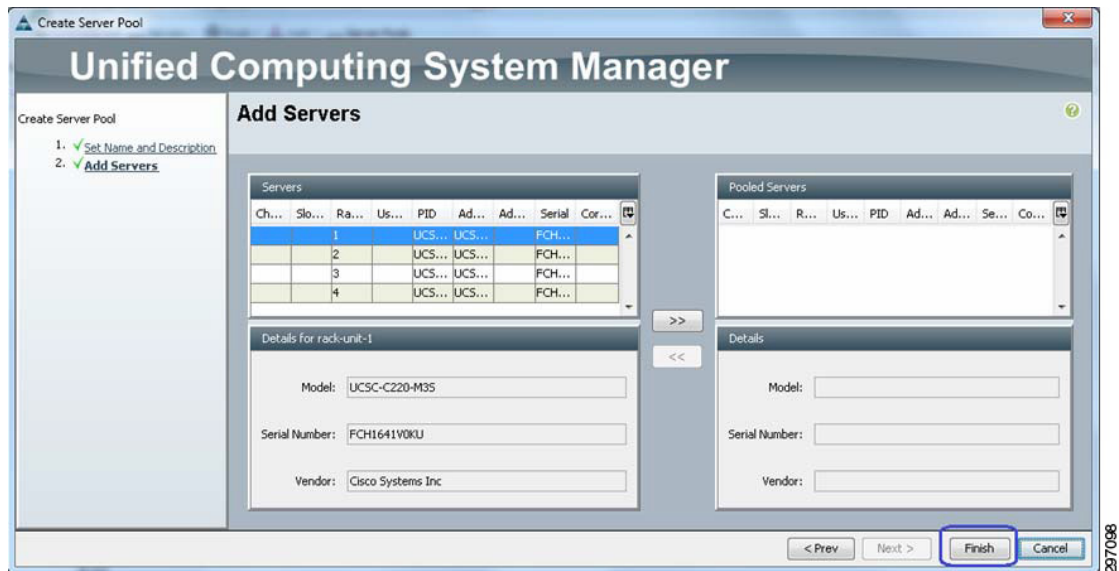 Create Server Pool
Unified Computing System Manager
Create Server Pool
1. Set Name and Description
2. Add Servers
Add Servers
Servers
Ch... Slo... Ra... Us... PID Ad... Ad... Serial Cor...
1 UCS... UCS... FCH...
2 UCS... UCS... FCH...
3 UCS... UCS... FCH...
4 UCS... UCS... FCH...
Details for rack-unit-1
Model: UCSC-C220-M3S
Serial Number: FCH1641V0KU
Vendor: Cisco Systems Inc
>>
<<
Pooled Servers
C... Sl... R... Us... PID Ad... Ad... Se... Co...
Details
Model:
Serial Number:
Vendor:
< Prev Next > Finish Cancel
297098